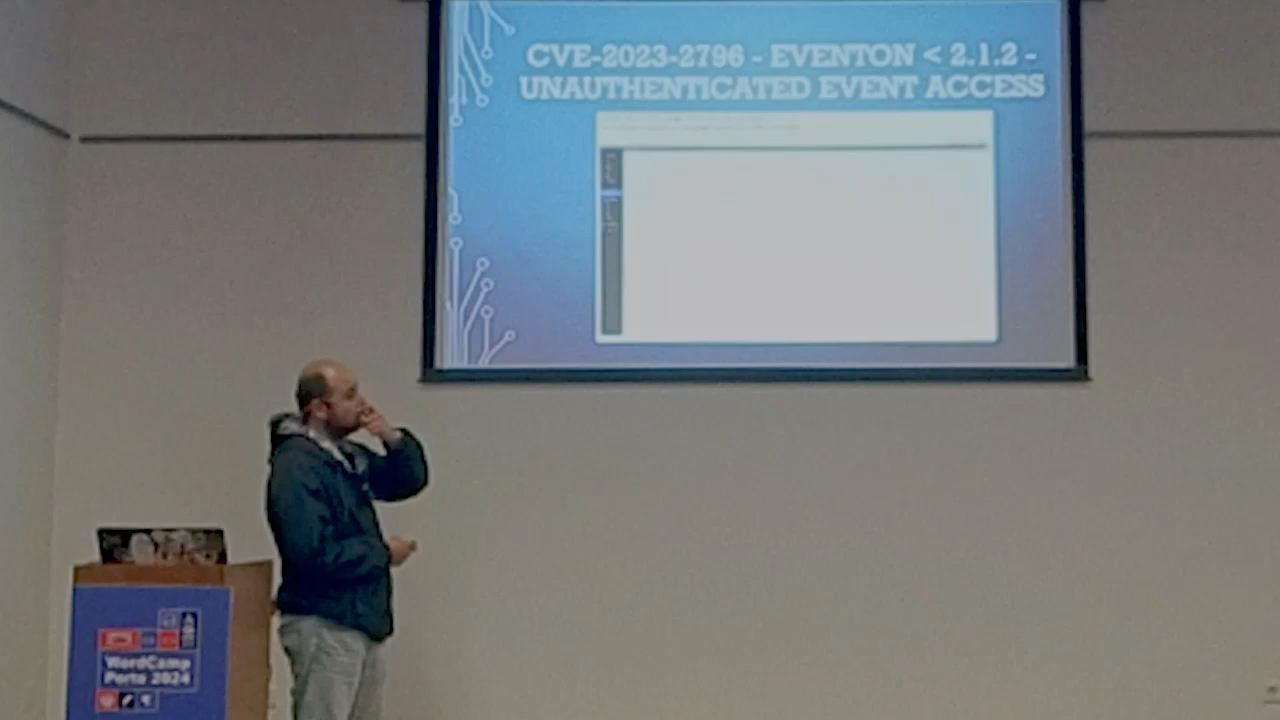 CVE-2023-2796 - EVENTON < 2.1.2 -
UNAUTHENTICATED EVENT ACCESS
WordCamp
Porto 2024